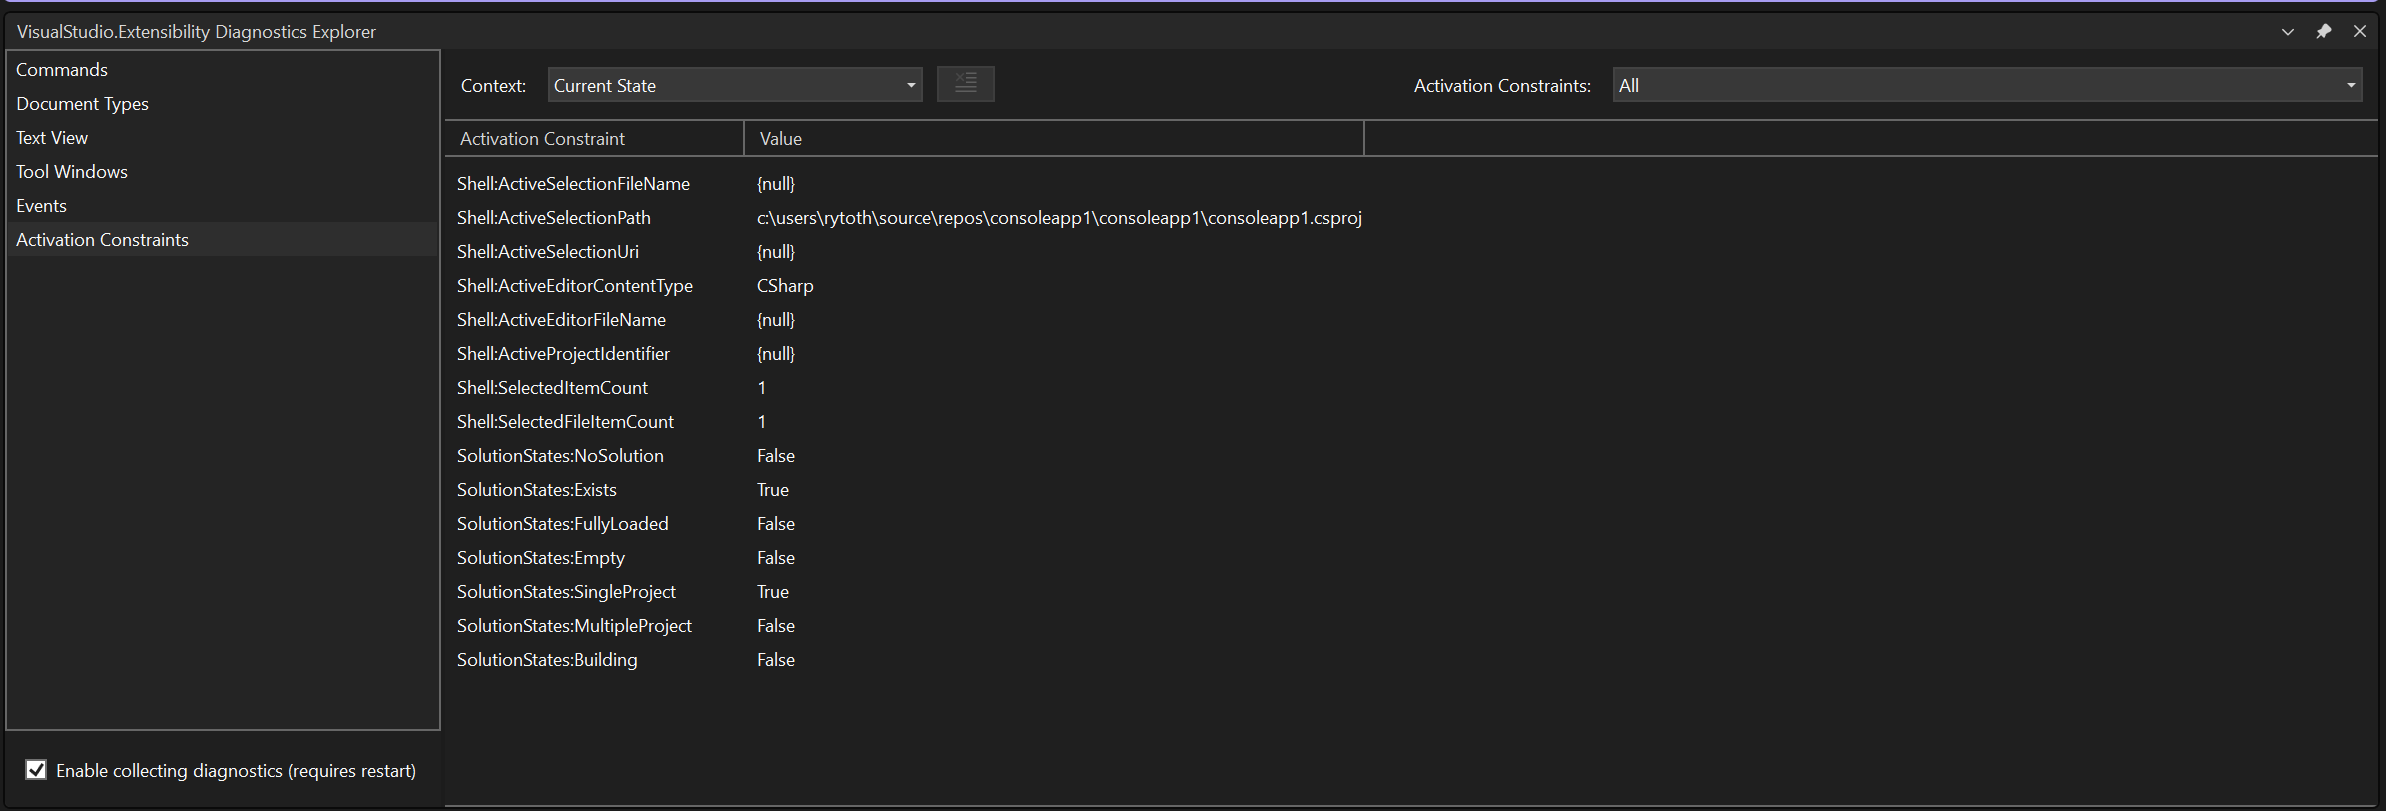 VisualStudio.Extensibility Diagnostics Explorer
Commands
Document Types
Text View
Tool Windows
Events
Activation Constraints
Enable collecting diagnostics (requires restart)
Context: Current State Activation Constraints: All
Activation Constraint Value
Shell:ActiveSelectionFileName {null}
Shell:ActiveSelectionPath c:\users\rytoth\source\repos\consoleapp1\consoleapp1\consoleapp1.csproj
Shell:ActiveSelectionUri {null}
Shell:ActiveEditorContentType CSharp
Shell:ActiveEditorFileName {null}
Shell:ActiveProjectIdentifier {null}
Shell:SelectedItemCount 1
Shell:SelectedFileItemCount 1
SolutionStates:NoSolution False
SolutionStates:Exists True
SolutionStates:FullyLoaded False
SolutionStates:Empty False
SolutionStates:SingleProject True
SolutionStates:MultipleProject False
SolutionStates:Building False